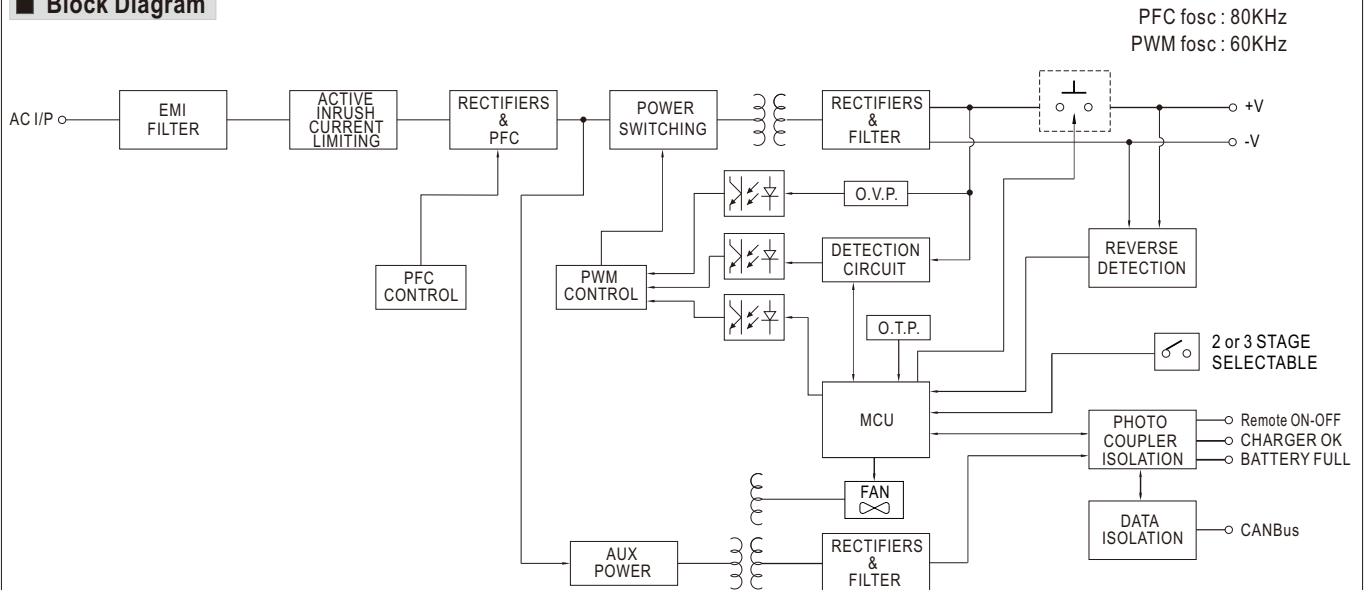 ■ Block Diagram
PFC fosc : 80KHz
PWM fosc : 60KHz
AC I/P
EMI
FILTER
ACTIVE
INRUSH
CURRENT
LIMITING
RECTIFIERS
&
PFC
POWER
SWITCHING
RECTIFIERS
&
FILTER
+V
-V
O.V.P.
PFC
CONTROL
PWM
CONTROL
DETECTION
CIRCUIT
REVERSE
DETECTION
O.T.P.
2 or 3 STAGE
SELECTABLE
MCU
PHOTO
COUPLER
ISOLATION
Remote ON-OFF
CHARGER OK
BATTERY FULL
FAN
DATA
ISOLATION
CANBus
AUX
POWER
RECTIFIERS
&
FILTER